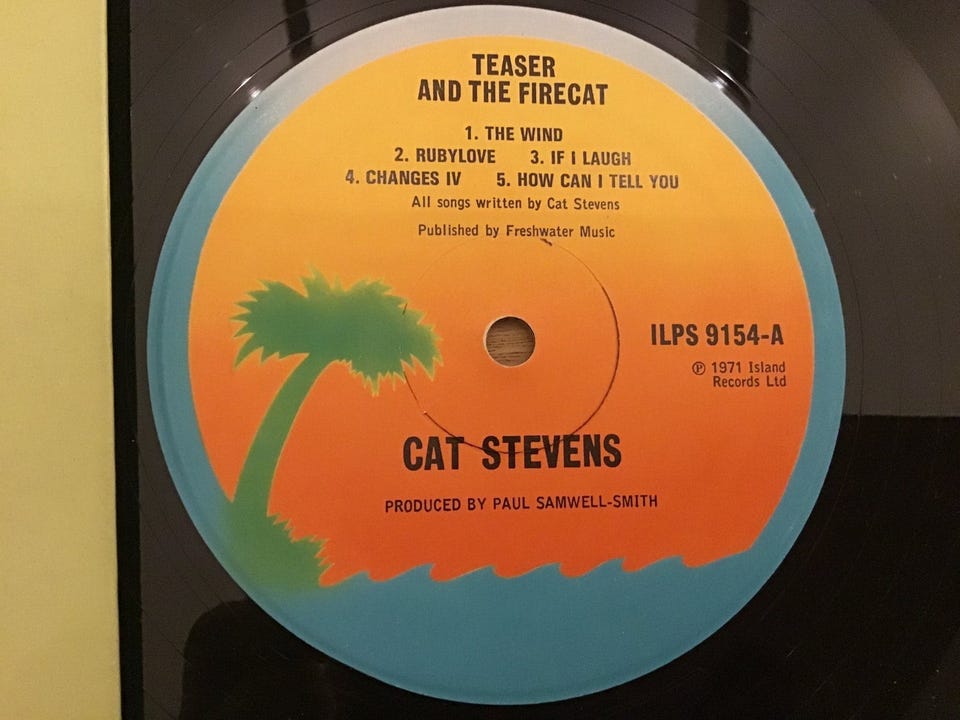 TEASER
AND THE FIRECAT
1. THE WIND
2. RUBYLOVE 3. IF I LAUGH
4. CHANGES IV 5. HOW CAN I TELL YOU
All songs written by Cat Stevens
Published by Freshwater Music
ILPS 9154-A
℗ 1971 Island
Records Ltd
CAT STEVENS
PRODUCED BY PAUL SAMWELL-SMITH